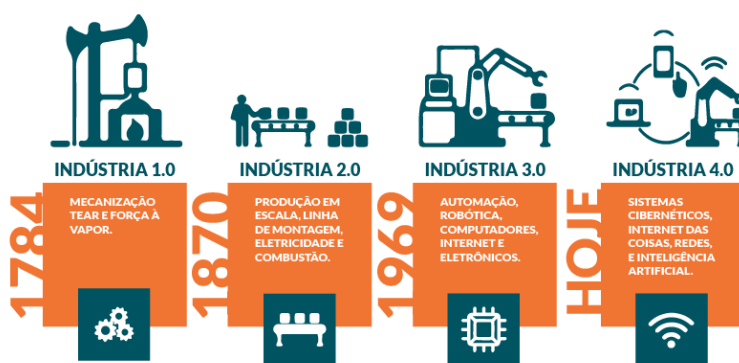 INDÚSTRIA 1.0
1784
MECANIZAÇÃO
TEAR E FORÇA À
VAPOR.
INDÚSTRIA 2.0
1870
PRODUÇÃO EM
ESCALA, LINHA
DE MONTAGEM,
ELETRICIDADE E
COMBUSTÃO.
INDÚSTRIA 3.0
1969
AUTOMAÇÃO,
ROBÓTICA,
COMPUTADORES,
INTERNET E
ELETRÔNICOS.
INDÚSTRIA 4.0
HOJE
SISTEMAS
CIBERNÉTICOS,
INTERNET DAS
COISAS, REDES,
E INTELIGÊNCIA
ARTIFICIAL.